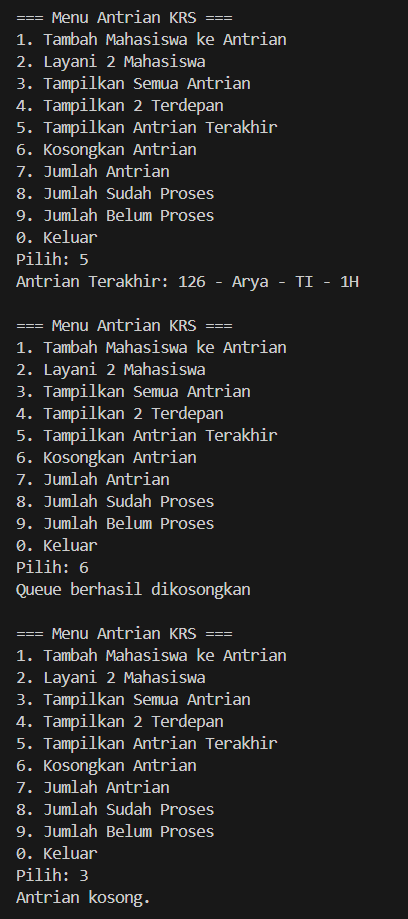 === Menu Antrian KRS ===
1. Tambah Mahasiswa ke Antrian
2. Layani 2 Mahasiswa
3. Tampilkan Semua Antrian
4. Tampilkan 2 Terdepan
5. Tampilkan Antrian Terakhir
6. Kosongkan Antrian
7. Jumlah Antrian
8. Jumlah Sudah Proses
9. Jumlah Belum Proses
0. Keluar
Pilih: 5
Antrian Terakhir: 126 - Arya - TI - 1H

=== Menu Antrian KRS ===
1. Tambah Mahasiswa ke Antrian
2. Layani 2 Mahasiswa
3. Tampilkan Semua Antrian
4. Tampilkan 2 Terdepan
5. Tampilkan Antrian Terakhir
6. Kosongkan Antrian
7. Jumlah Antrian
8. Jumlah Sudah Proses
9. Jumlah Belum Proses
0. Keluar
Pilih: 6
Queue berhasil dikosongkan

=== Menu Antrian KRS ===
1. Tambah Mahasiswa ke Antrian
2. Layani 2 Mahasiswa
3. Tampilkan Semua Antrian
4. Tampilkan 2 Terdepan
5. Tampilkan Antrian Terakhir
6. Kosongkan Antrian
7. Jumlah Antrian
8. Jumlah Sudah Proses
9. Jumlah Belum Proses
0. Keluar
Pilih: 3
Antrian kosong.